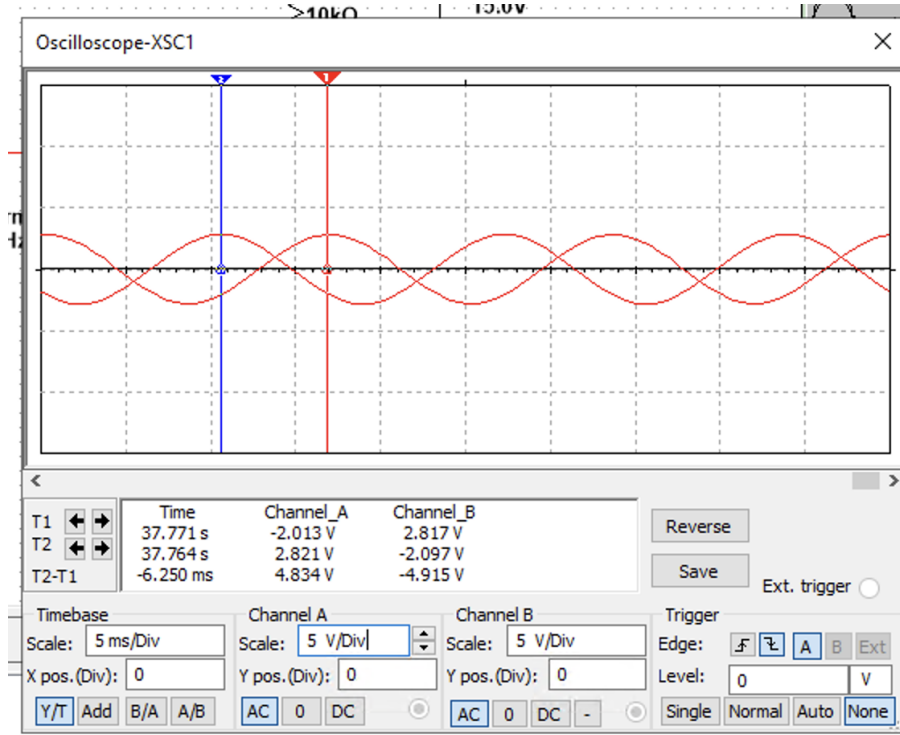 >10kΩ 15.0V
Oscilloscope-XSC1
2 1
Time Channel_A Channel_B
T1 37.771 s -2.013 V 2.817 V
T2 37.764 s 2.821 V -2.097 V
T2-T1 -6.250 ms 4.834 V -4.915 V
Reverse
Save
Ext. trigger
Timebase
Scale: 5 ms/Div
X pos.(Div): 0
Y/T Add B/A A/B
Channel A
Scale: 5 V/Div
Y pos.(Div): 0
AC 0 DC
Channel B
Scale: 5 V/Div
Y pos.(Div): 0
AC 0 DC -
Trigger
Edge: A B Ext
Level: 0 V
Single Normal Auto None